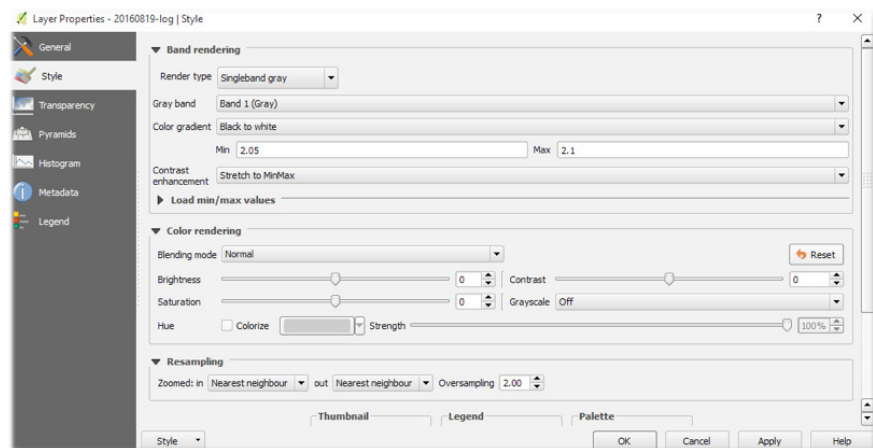 Layer Properties - 20160819-log | Style ? X
General
Style
Transparency
Pyramids
Histogram
Metadata
Legend
Band rendering
Render type Singleband gray
Gray band Band 1 (Gray)
Color gradient Black to white
Min 2.05 Max 2.1
Contrast enhancement Stretch to MinMax
Load min/max values
Color rendering
Blending mode Normal Reset
Brightness 0 Contrast 0
Saturation 0 Grayscale Off
Hue Colorize Strength 100%
Resampling
Zoomed: in Nearest neighbour out Nearest neighbour Oversampling 2.00
Thumbnail Legend Palette
Style OK Cancel Apply Help